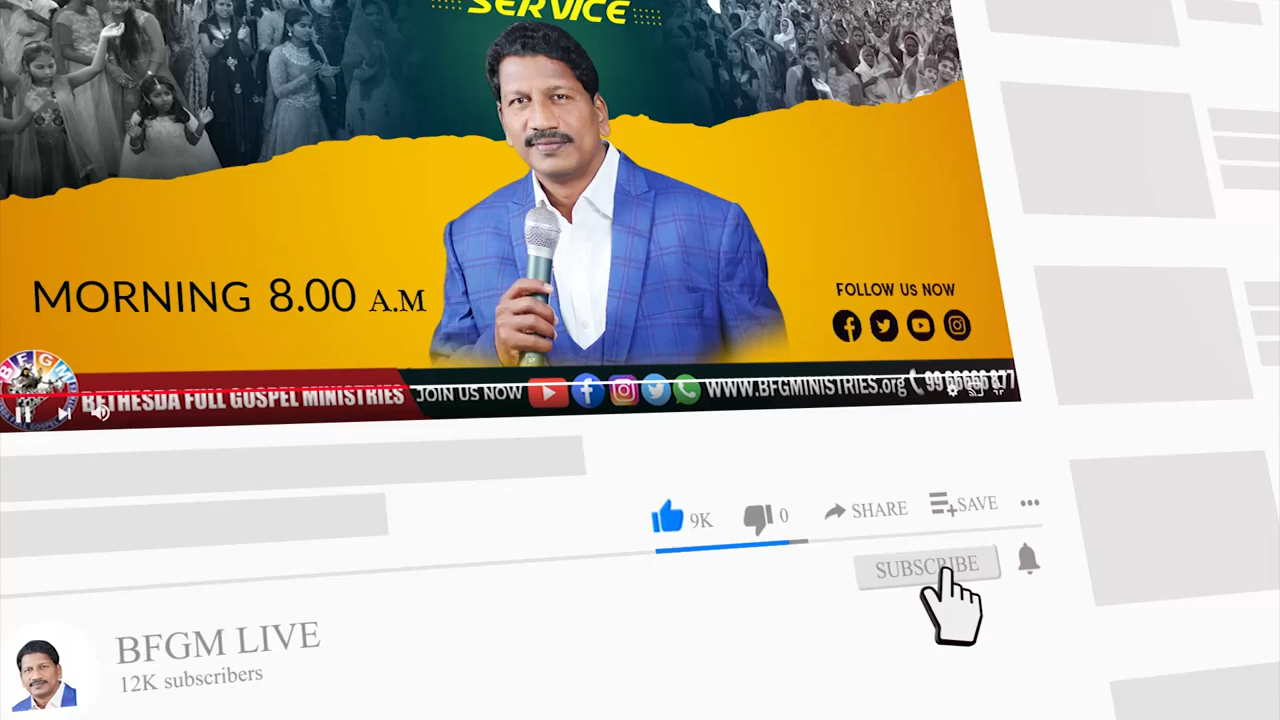 SERVICE
MORNING 8.00 A.M
FOLLOW US NOW
B.F.G.M
BETHESDA FULL GOSPEL MINISTRIES JOIN US NOW WWW.BFGMINISTRIES.org
9K 0 SHARE SAVE
SUBSCRIBE
BFGM LIVE
12K subscribers